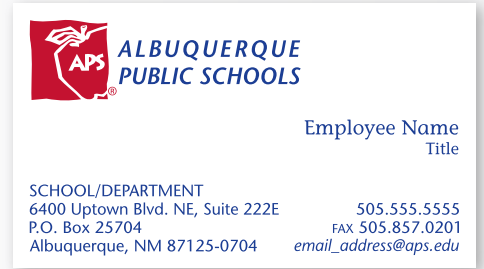 APS
®
ALBUQUERQUE
PUBLIC SCHOOLS
Employee Name
Title
SCHOOL/DEPARTMENT
6400 Uptown Blvd. NE, Suite 222E
P.O. Box 25704
Albuquerque, NM 87125-0704
505.555.5555
FAX 505.857.0201
email_address@aps.edu